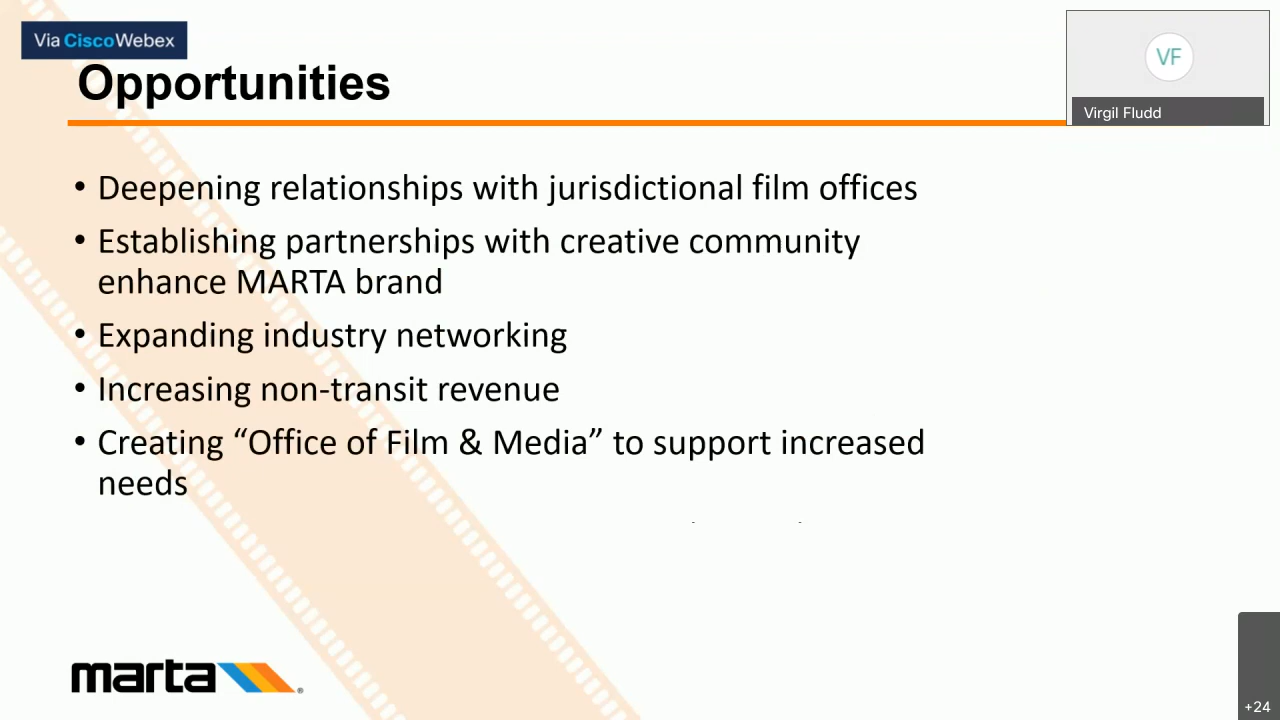 Via CiscoWebex
Opportunities
VF
Virgil Fludd
• Deepening relationships with jurisdictional film offices
• Establishing partnerships with creative community
enhance MARTA brand
• Expanding industry networking
• Increasing non-transit revenue
• Creating “Office of Film & Media” to support increased
needs
marta®
+24